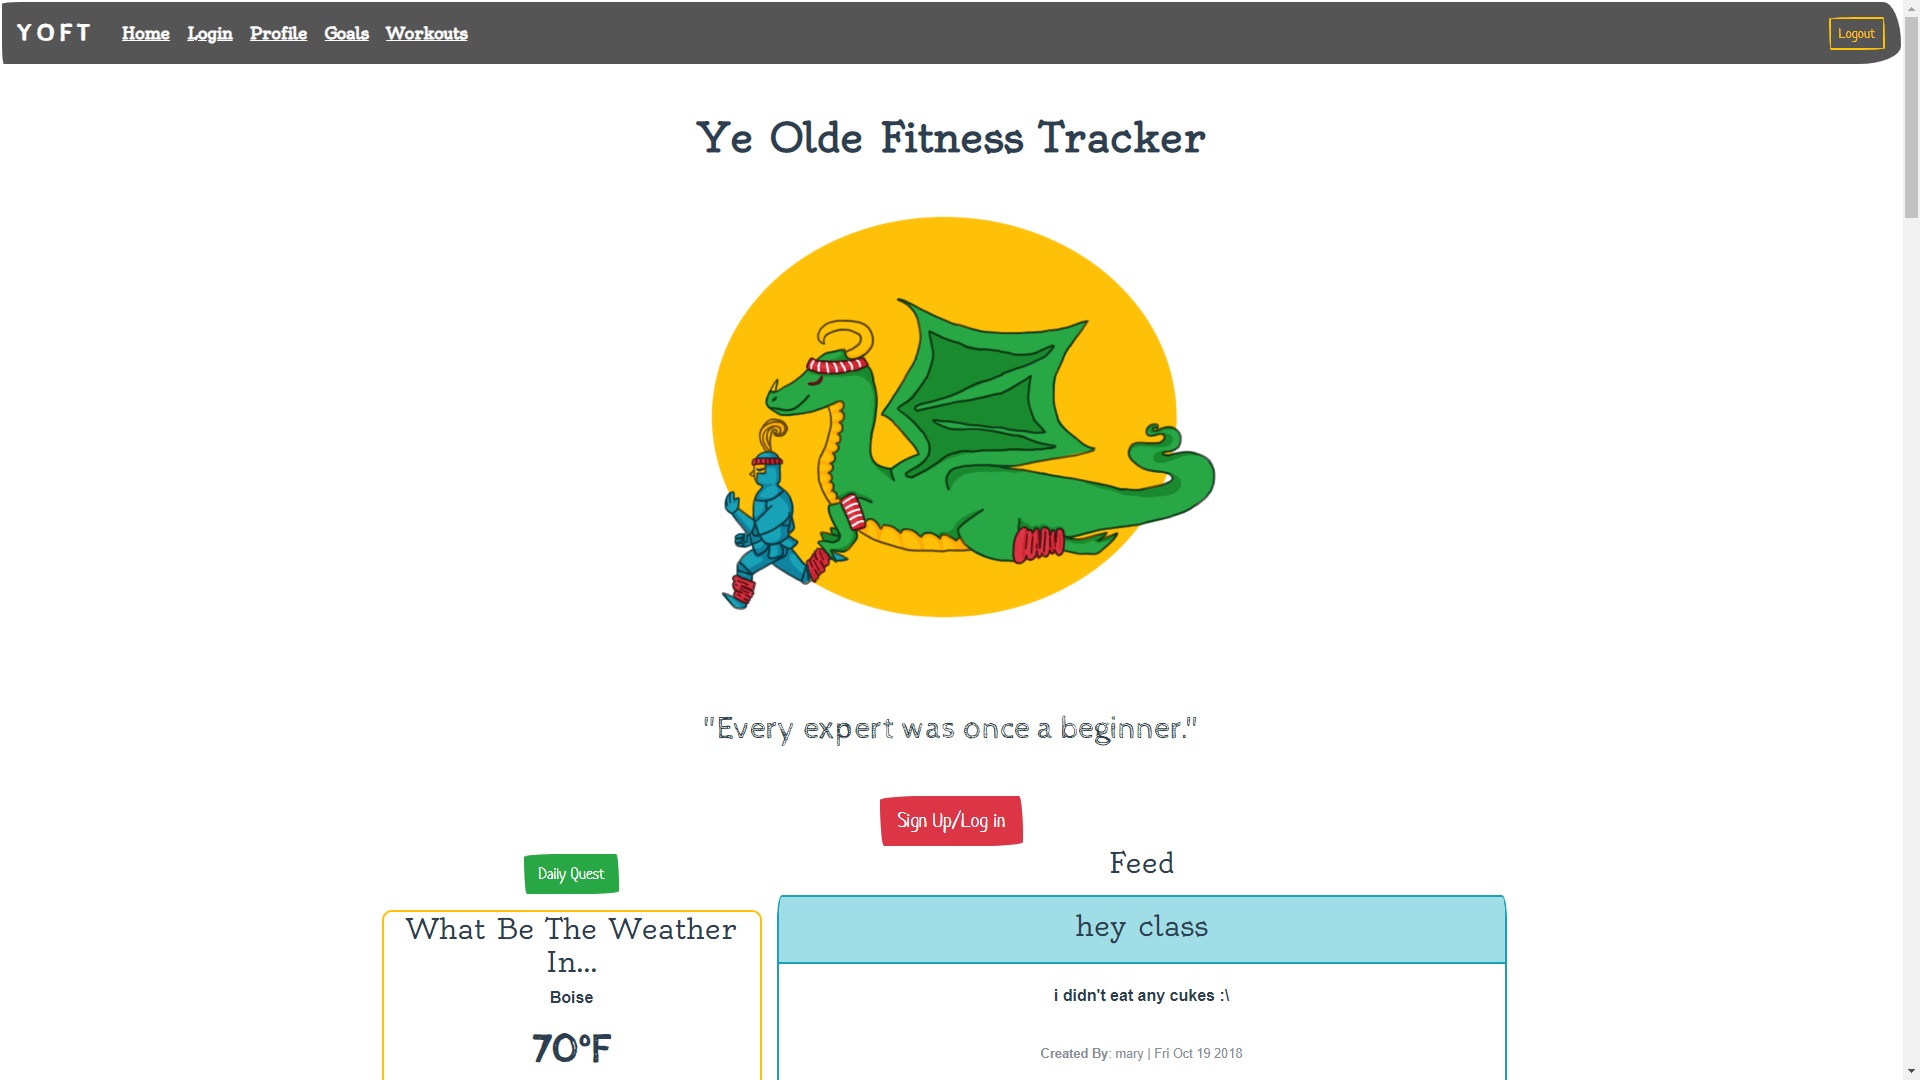 YOFT Home Login Profile Goals Workouts Logout
Ye Olde Fitness Tracker
"Every expert was once a beginner."
Sign Up/Log in
Daily Quest
What Be The Weather
In...
Boise
70°F
Feed
hey class
i didn't eat any cukes :\
Created By: mary | Fri Oct 19 2018